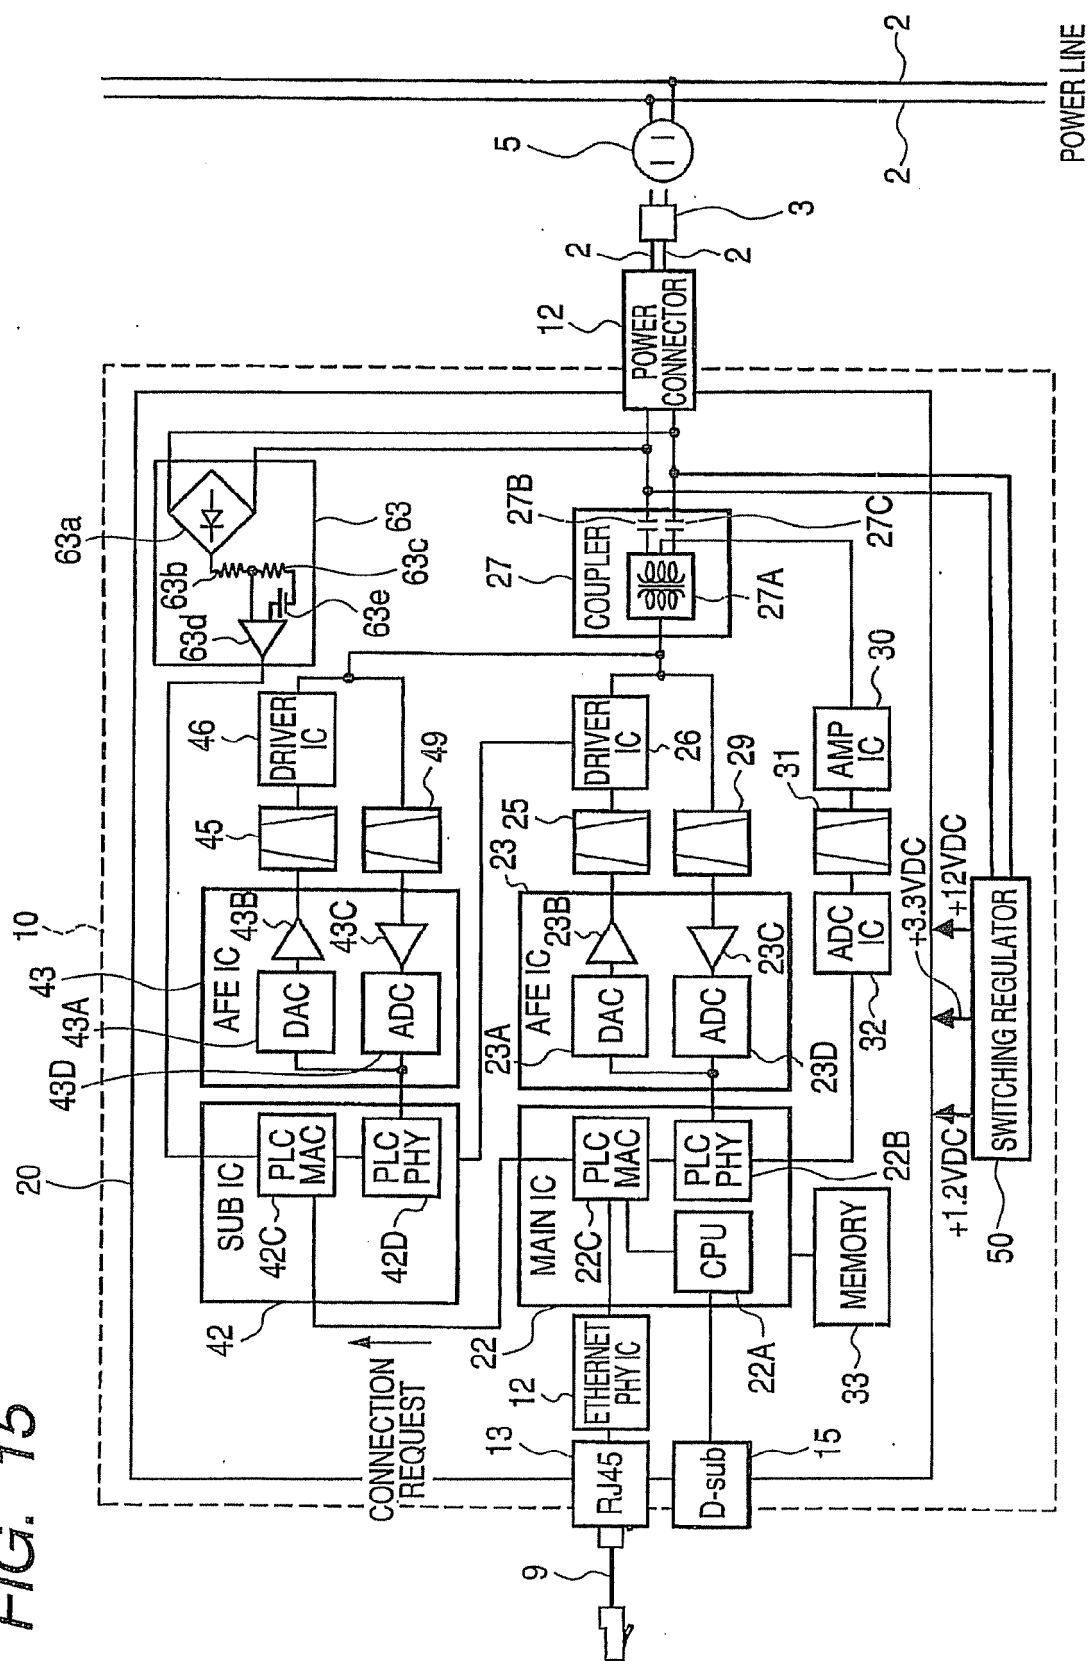 FIG. 15
10
20
CONNECTION
REQUEST
9
13
RJ45
D-sub
15
12
ETHERNET
PHY IC
42
SUB IC
42C
PLC
MAC
PLC
PHY
42D
22
MAIN IC
22C
PLC
MAC
PLC
PHY
22B
CPU
22A
MEMORY
33
43
AFE IC
43A
43D
DAC
43B
ADC
43C
23
AFE IC
23A
DAC
23B
ADC
23C
23D
45
46
DRIVER
IC
49
25
DRIVER
IC
26
29
ADC
IC
32
31
AMP
IC
30
63a
63b
63c
63d
63e
63
27
COUPLER
27A
27B
27C
12
POWER
CONNECTOR
2
2
3
5
2
2
POWER LINE
+1.2VDC
+3.3VDC
+12VDC
50
SWITCHING REGULATOR